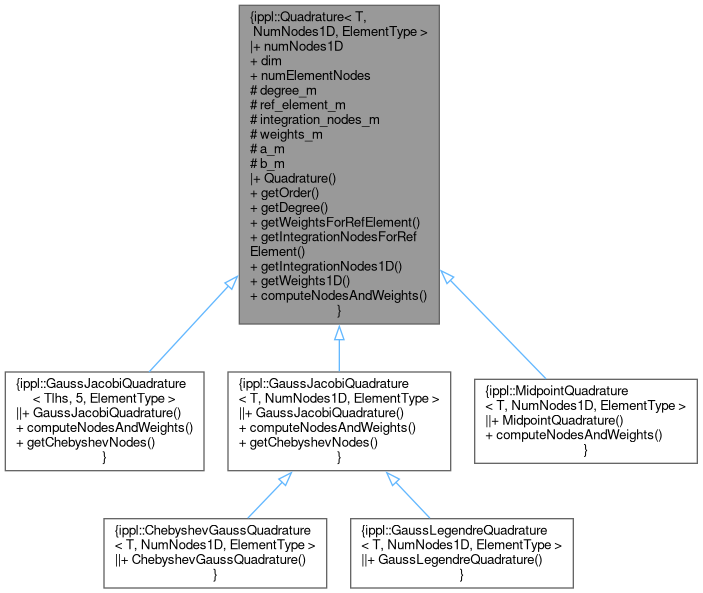 {ippl::Quadrature< T,
NumNodes1D, ElementType >
|+ numNodes1D
+ dim
+ numElementNodes
# degree_m
# ref_element_m
# integration_nodes_m
# weights_m
# a_m
# b_m
|+ Quadrature()
+ getOrder()
+ getDegree()
+ getWeightsForRefElement()
+ getIntegrationNodesForRef
Element()
+ getIntegrationNodes1D()
+ getWeights1D()
+ computeNodesAndWeights()
}
{ippl::GaussJacobiQuadrature
< Tlhs, 5, ElementType >
||+ GaussJacobiQuadrature()
+ computeNodesAndWeights()
+ getChebyshevNodes()
}
{ippl::GaussJacobiQuadrature
< T, NumNodes1D, ElementType >
||+ GaussJacobiQuadrature()
+ computeNodesAndWeights()
+ getChebyshevNodes()
}
{ippl::MidpointQuadrature
< T, NumNodes1D, ElementType >
||+ MidpointQuadrature()
+ computeNodesAndWeights()
}
{ippl::ChebyshevGaussQuadrature
< T, NumNodes1D, ElementType >
||+ ChebyshevGaussQuadrature()
}
{ippl::GaussLegendreQuadrature
< T, NumNodes1D, ElementType >
||+ GaussLegendreQuadrature()
}